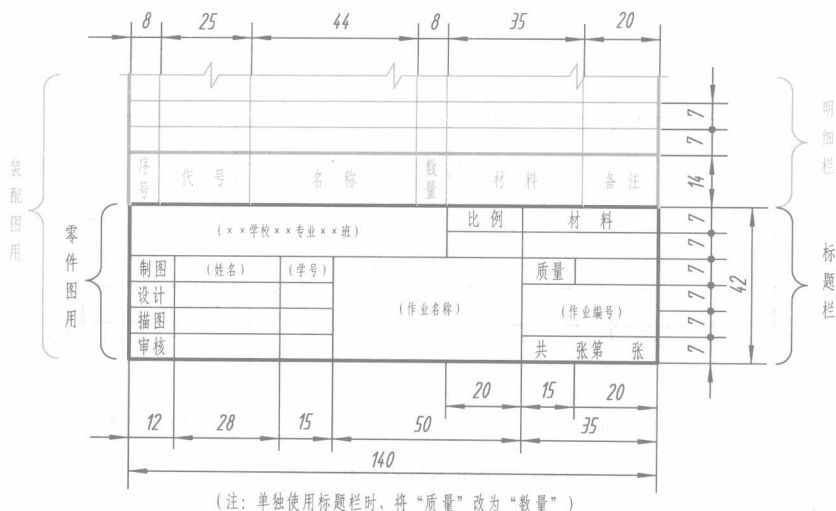 8 25 44 8 35 20
7
7
14
序号 代号 名称 数量 材料 备注
明细栏
装配图用
(××学校××专业××班) 比例 材料
制图 (姓名) (学号) 质量
设计
描图
审核
(作业名称)
(作业编号)
共 张第 张
7
7
7
7
7
7
42
标题栏
零件图用
20 15 20
12 28 15 50 35
140
(注: 单独使用标题栏时, 将“质量”改为“数量”)